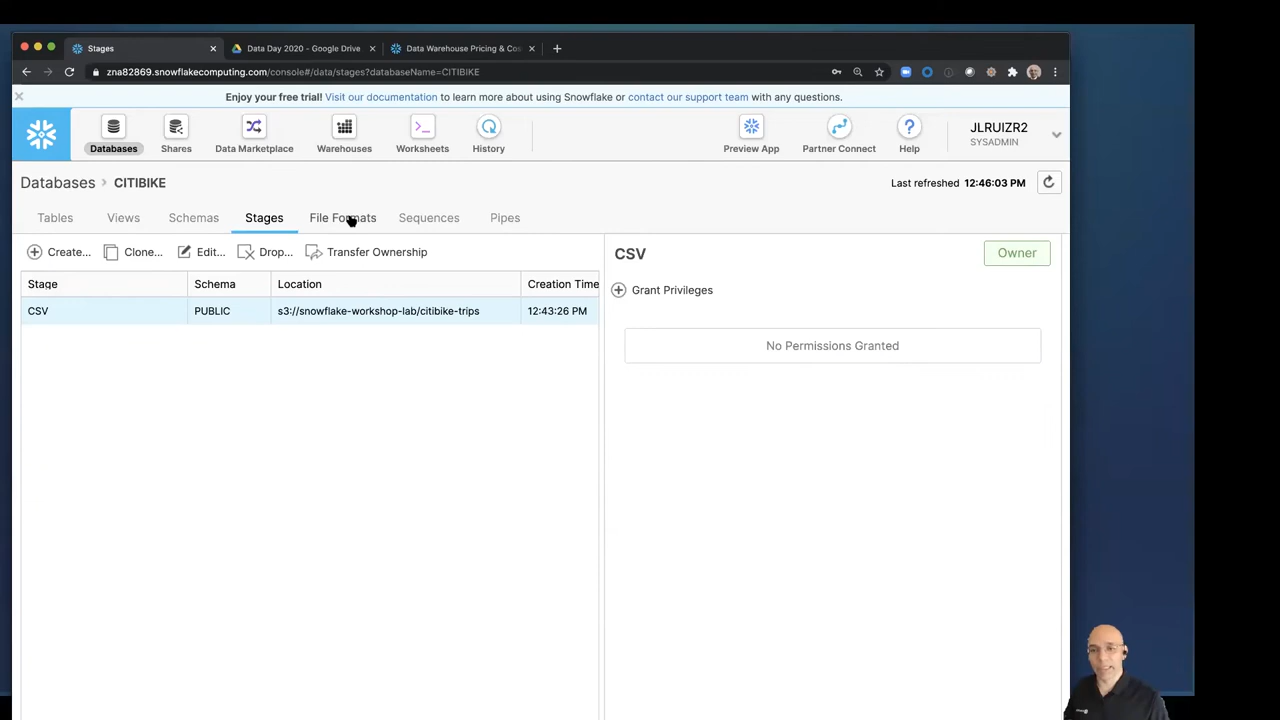 Stages
Data Day 2020 - Google Drive
Data Warehouse Pricing & Cos
zna82869.snowflakecomputing.com/console#/data/stages?databaseName=CITIBIKE
Enjoy your free trial! Visit our documentation to learn more about using Snowflake or contact our support team with any questions.
Databases Shares Data Marketplace Warehouses Worksheets History Preview App Partner Connect Help
JLRUIZR2
SYSADMIN
Databases > CITIBIKE
Last refreshed 12:46:03 PM
Tables Views Schemas Stages File Formats Sequences Pipes
Create... Clone... Edit... Drop... Transfer Ownership
Stage Schema Location Creation Time
CSV PUBLIC s3://snowflake-workshop-lab/citibike-trips 12:43:26 PM
CSV
Owner
Grant Privileges
No Permissions Granted